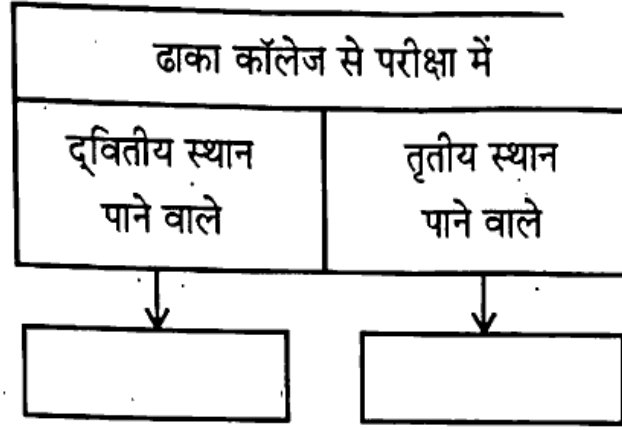 ढाका कॉलेज से परीक्षा में
द्‌वितीय स्थान
पाने वाले
तृतीय स्थान
पाने वाले